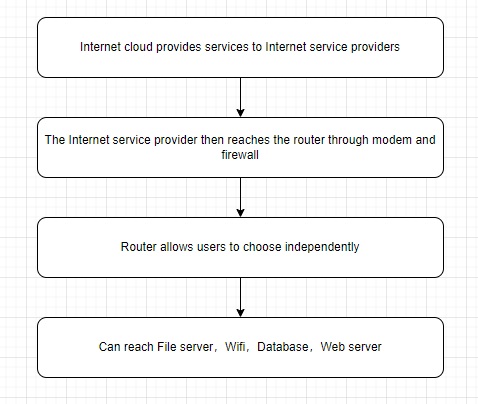 Internet cloud provides services to Internet service providers
The Internet service provider then reaches the router through modem and
firewall
Router allows users to choose independently
Can reach File server，Wifi，Database，Web server